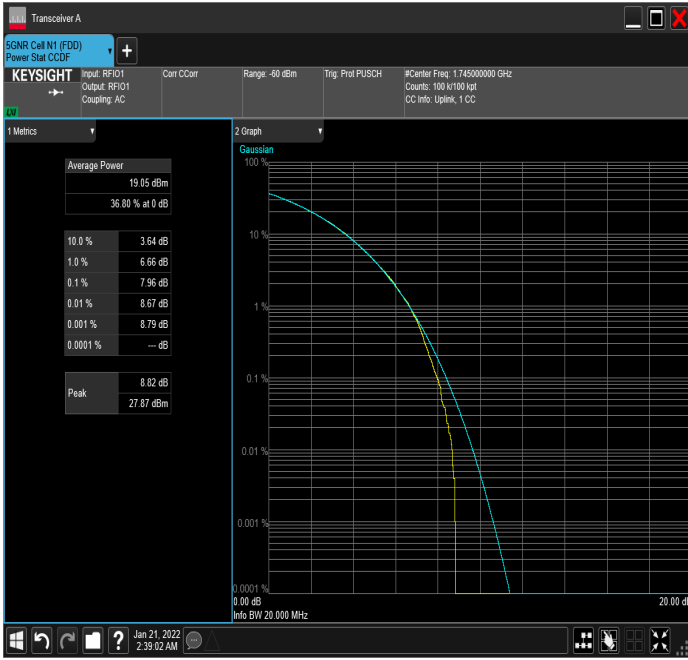 Transceiver A
5GNR Cell N1 (FDD)
Power Stat CCDF
KEYSIGHT
Input: RFIO1
Output: RFIO1
Coupling: AC
Corr CCorr
Range: -60 dBm
Trig: Prot PUSCH
#Center Freq: 1.745000000 GHz
Counts: 100 k/100 kpt
CC Info: Uplink, 1 CC
LXI
1 Metrics
Average Power
19.05 dBm
36.80 % at 0 dB
10.0 % 3.64 dB
1.0 % 6.66 dB
0.1 % 7.96 dB
0.01 % 8.67 dB
0.001 % 8.79 dB
0.0001 % --- dB
Peak
8.82 dB
27.87 dBm
2 Graph
Gaussian
100 %
10 %
1 %
0.1 %
0.01 %
0.001 %
0.0001 %
0.00 dB
20.00 dB
Info BW 20.000 MHz
Jan 21, 2022
2:39:02 AM